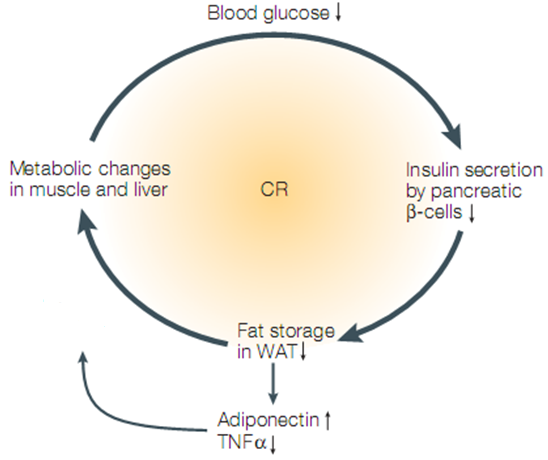 Blood glucose ↓
Metabolic changes
in muscle and liver
CR
Insulin secretion
by pancreatic
β-cells ↓
Fat storage
in WAT↓
Adiponectin ↑
TNFα↓